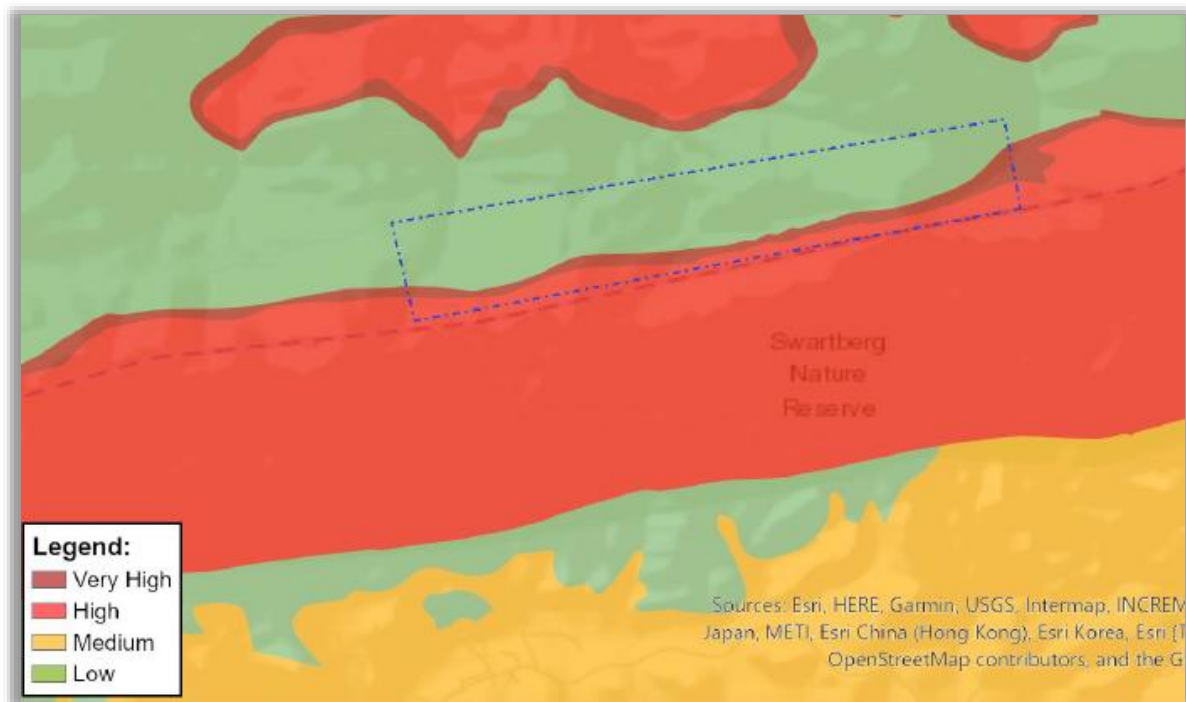 Swartberg
Nature
Reserve
Legend:
Very High
High
Medium
Low
Sources: Esri, HERE, Garmin, USGS, Intermap, INCREM
Japan, METI, Esri China (Hong Kong), Esri Korea, Esri (T
OpenStreetMap contributors, and the G